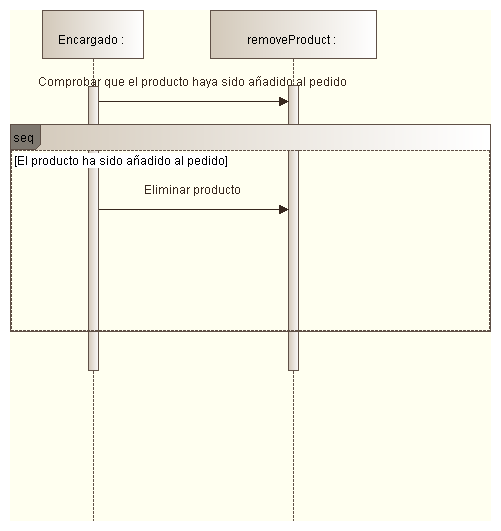 Encargado :
removeProduct :
Comprobar que el producto haya sido añadido al pedido
seq
[El producto ha sido añadido al pedido]
Eliminar producto